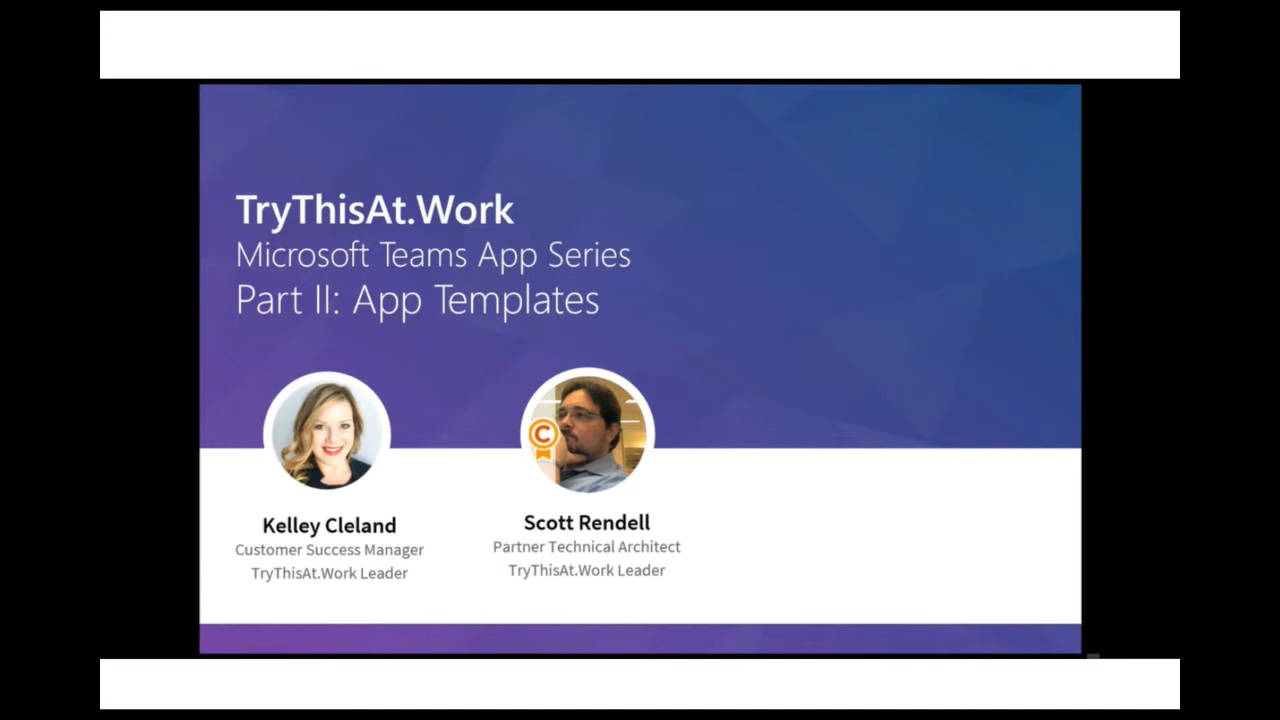 TryThisAt.Work
Microsoft Teams App Series
Part II: App Templates
C
Kelley Cleland
Customer Success Manager
TryThisAt.Work Leader
Scott Rendell
Partner Technical Architect
TryThisAt.Work Leader